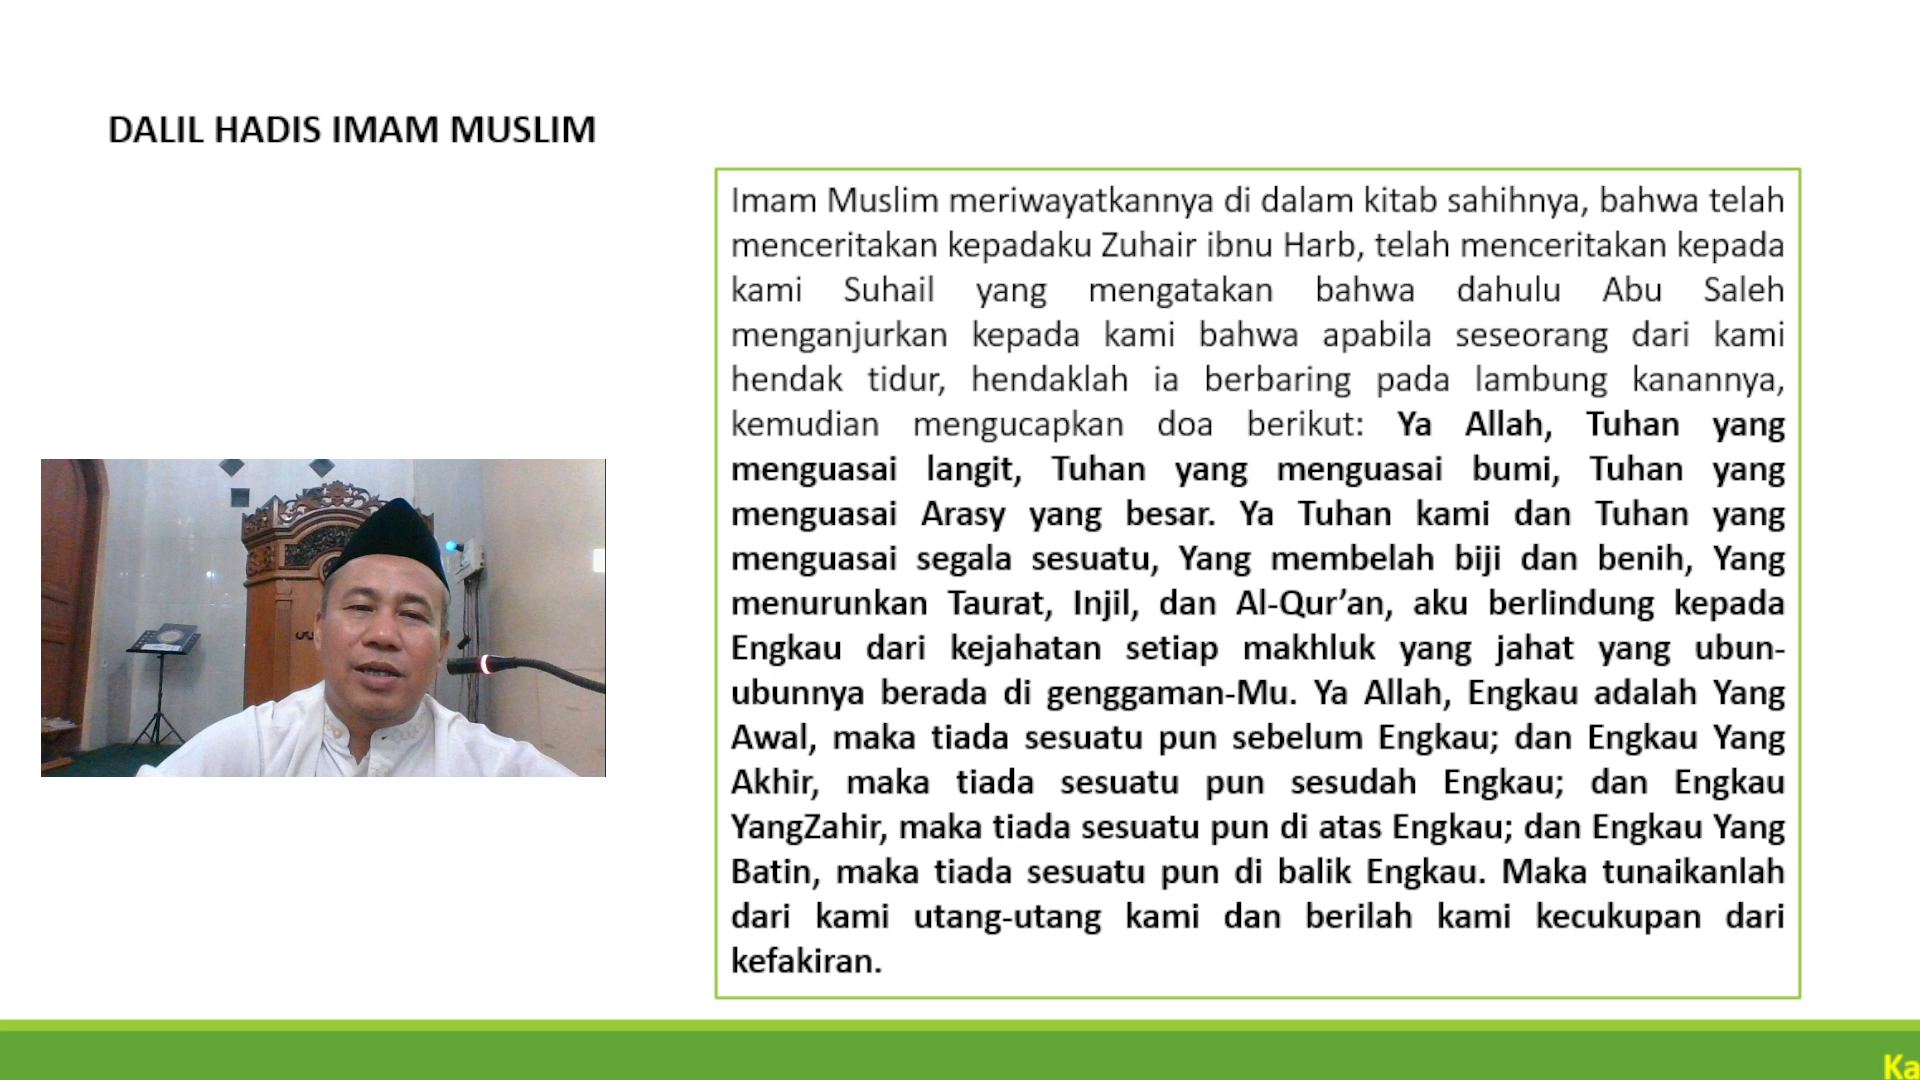 DALIL HADIS IMAM MUSLIM
Imam Muslim meriwayatkannya di dalam kitab sahihnya, bahwa telah
menceritakan kepadaku Zuhair ibnu Harb, telah menceritakan kepada
kami Suhail yang mengatakan bahwa dahulu Abu Saleh
menganjurkan kepada kami bahwa apabila seseorang dari kami
hendak tidur, hendaklah ia berbaring pada lambung kanannya,
kemudian mengucapkan doa berikut: Ya Allah, Tuhan yang
menguasai langit, Tuhan yang menguasai bumi, Tuhan yang
menguasai Arasy yang besar. Ya Tuhan kami dan Tuhan yang
menguasai segala sesuatu, Yang membelah biji dan benih, Yang
menurunkan Taurat, Injil, dan Al-Qur’an, aku berlindung kepada
Engkau dari kejahatan setiap makhluk yang jahat yang ubun-
ubunnya berada di genggaman-Mu. Ya Allah, Engkau adalah Yang
Awal, maka tiada sesuatu pun sebelum Engkau; dan Engkau Yang
Akhir, maka tiada sesuatu pun sesudah Engkau; dan Engkau
YangZahir, maka tiada sesuatu pun di atas Engkau; dan Engkau Yang
Batin, maka tiada sesuatu pun di balik Engkau. Maka tunaikanlah
dari kami utang-utang kami dan berilah kami kecukupan dari
kefakiran.
Ka